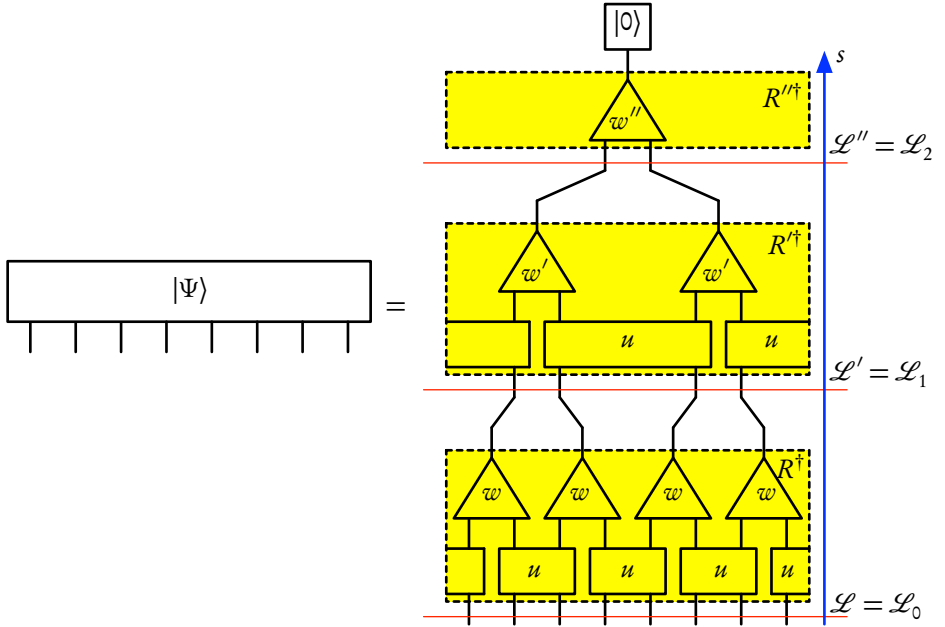 |0⟩
s
R″†
w″
ℒ″ = ℒ₂
R′†
w′ w′
|Ψ⟩
=
u u
ℒ′ = ℒ₁
R†
w w w w
u u u u
ℒ = ℒ₀